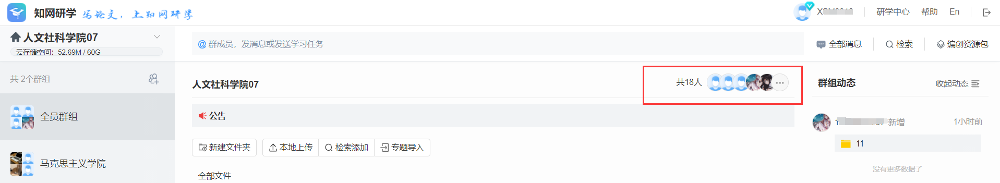 知网研学 写论文，上知网研学
研学中心 帮助 En
人文社科学院07
云存储空间：52.69M / 60G
@ 群成员，发消息或发送学习任务
全部消息 检索 编创资源包
共 2个群组
全员群组
马克思主义学院
人文社科学院07
共18人
公告
新建文件夹 本地上传 检索添加 专题导入
全部文件
群组动态 收起动态
新增 1小时前
11
没有更多数据了